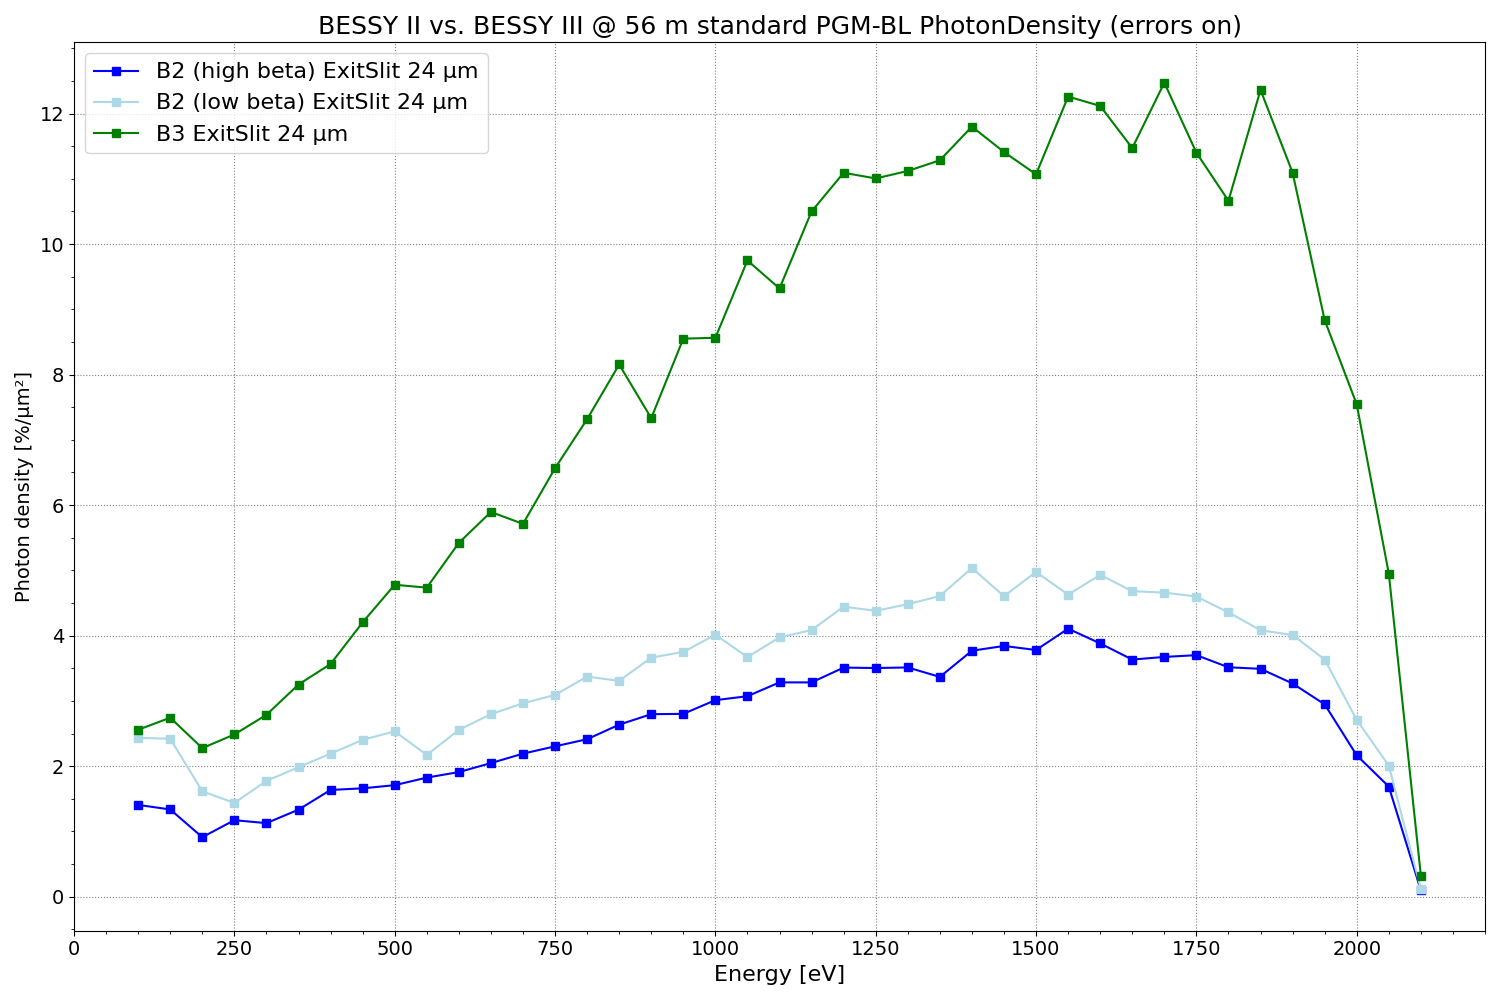 BESSY II vs. BESSY III @ 56 m standard PGM-BL PhotonDensity (errors on)
B2 (high beta) ExitSlit 24 µm
B2 (low beta) ExitSlit 24 µm
B3 ExitSlit 24 µm
Photon density [%/µm²]
12
10
8
6
4
2
0
0 250 500 750 1000 1250 1500 1750 2000
Energy [eV]